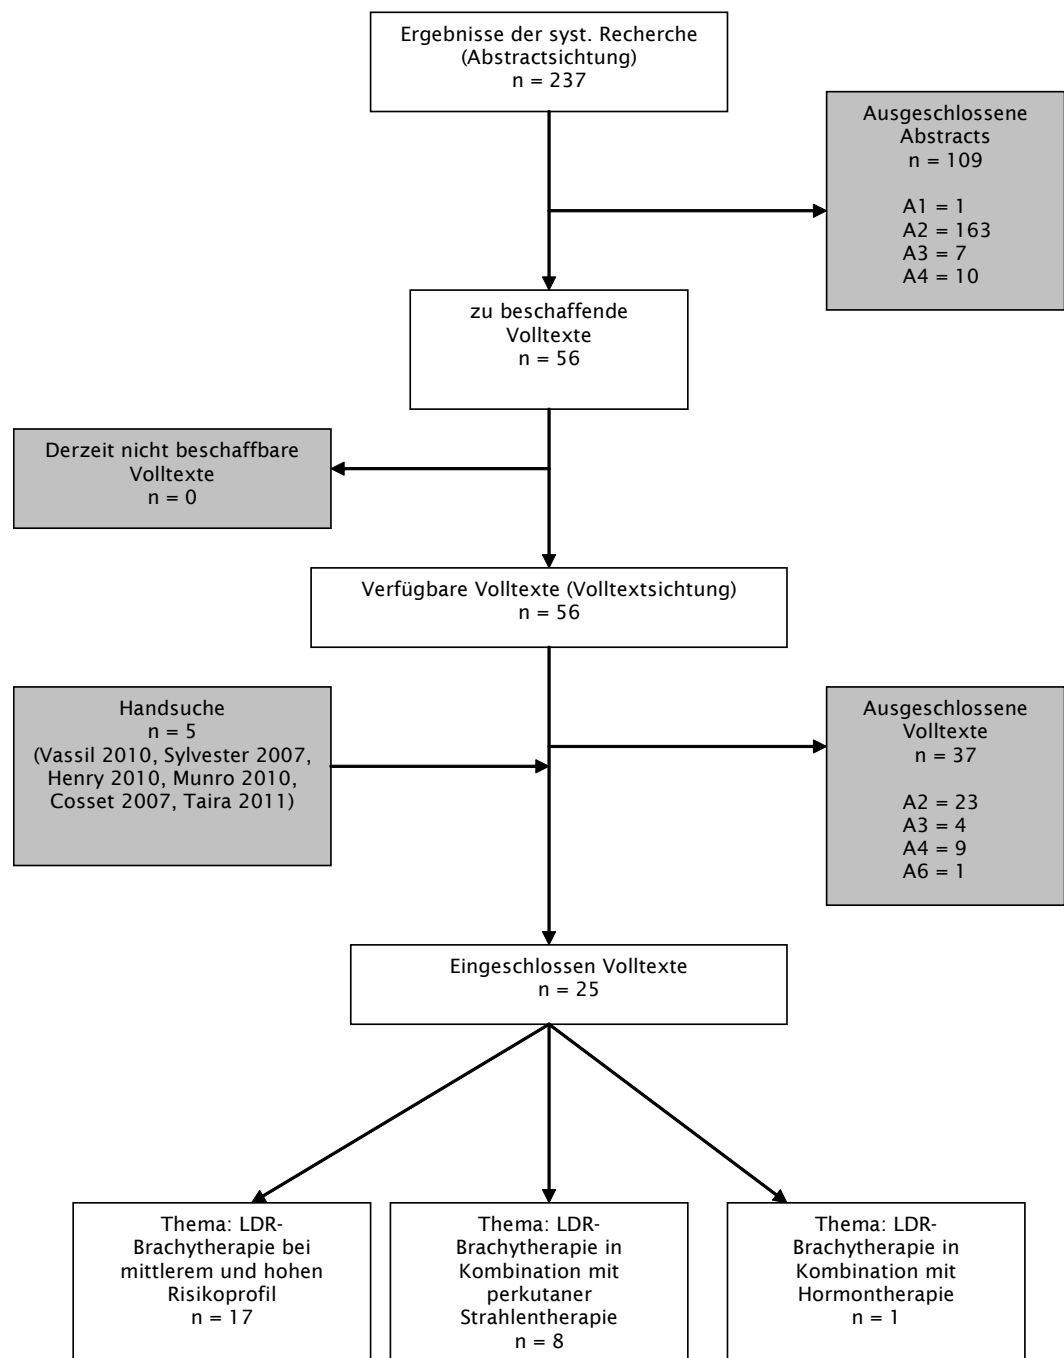 Ergebnisse der syst. Recherche
(Abstractsichtung)
n = 237
Ausgeschlossene
Abstracts
n = 109
A1 = 1
A2 = 163
A3 = 7
A4 = 10
zu beschaffende
Volltexte
n = 56
Derzeit nicht beschaffbare
Volltexte
n = 0
Verfügbare Volltexte (Volltextsichtung)
n = 56
Handsuche
n = 5
(Vassil 2010, Sylvester 2007,
Henry 2010, Munro 2010,
Cosset 2007, Taira 2011)
Ausgeschlossene
Volltexte
n = 37
A2 = 23
A3 = 4
A4 = 9
A6 = 1
Eingeschlossen Volltexte
n = 25
Thema: LDR-
Brachytherapie bei
mittlerem und hohen
Risikoprofil
n = 17
Thema: LDR-
Brachytherapie in
Kombination mit
perkutaner
Strahlentherapie
n = 8
Thema: LDR-
Brachytherapie in
Kombination mit
Hormontherapie
n = 1